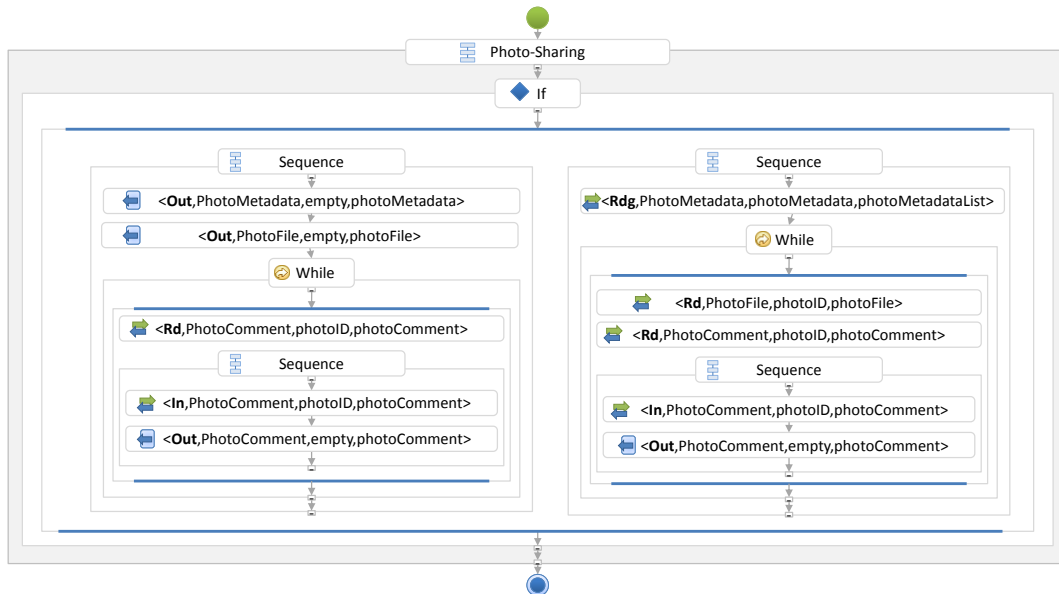 Photo-Sharing
If
Sequence
<Out,PhotoMetadata,empty,photoMetadata>
<Out,PhotoFile,empty,photoFile>
While
<Rd,PhotoComment,photoID,photoComment>
Sequence
<In,PhotoComment,photoID,photoComment>
<Out,PhotoComment,empty,photoComment>
Sequence
<Rdg,PhotoMetadata,photoMetadata,photoMetadataList>
While
<Rd,PhotoFile,photoID,photoFile>
<Rd,PhotoComment,photoID,photoComment>
Sequence
<In,PhotoComment,photoID,photoComment>
<Out,PhotoComment,empty,photoComment>